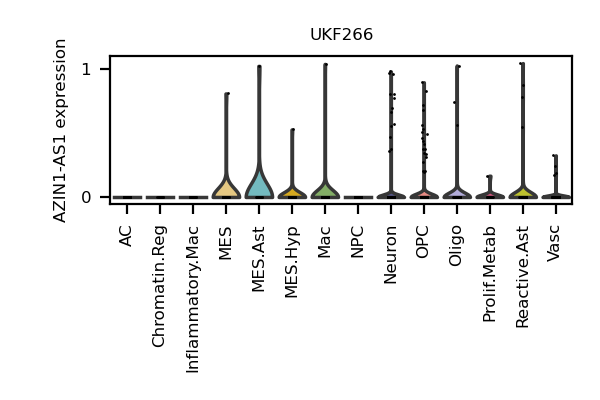 UKF266
AZIN1-AS1 expression
1
0
AC
Chromatin.Reg
Inflammatory.Mac
MES
MES.Ast
MES.Hyp
Mac
NPC
Neuron
OPC
Oligo
Prolif.Metab
Reactive.Ast
Vasc